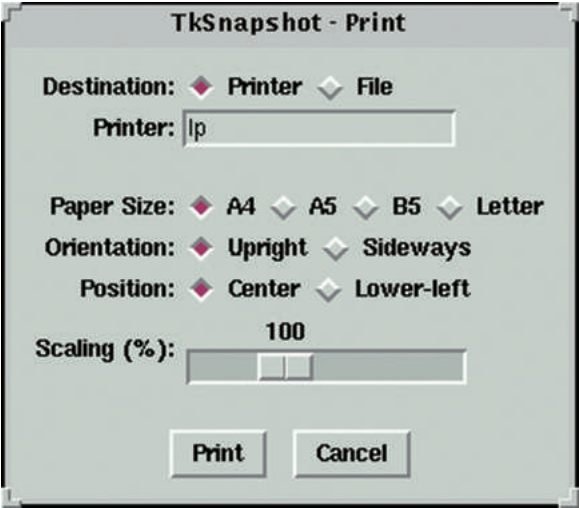 TkSnapshot - Print
Destination: Printer File
Printer: lp
Paper Size: A4 A5 B5 Letter
Orientation: Upright Sideways
Position: Center Lower-left
100
Scaling (%):
Print Cancel